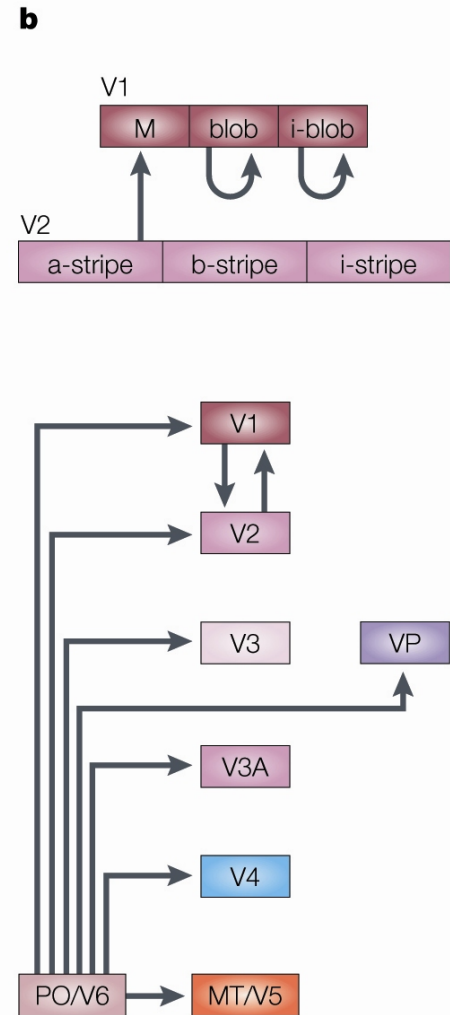 b
V1
M blob i-blob
V2
a-stripe b-stripe i-stripe
V1
V2
V3 VP
V3A
V4
PO/V6 MT/V5